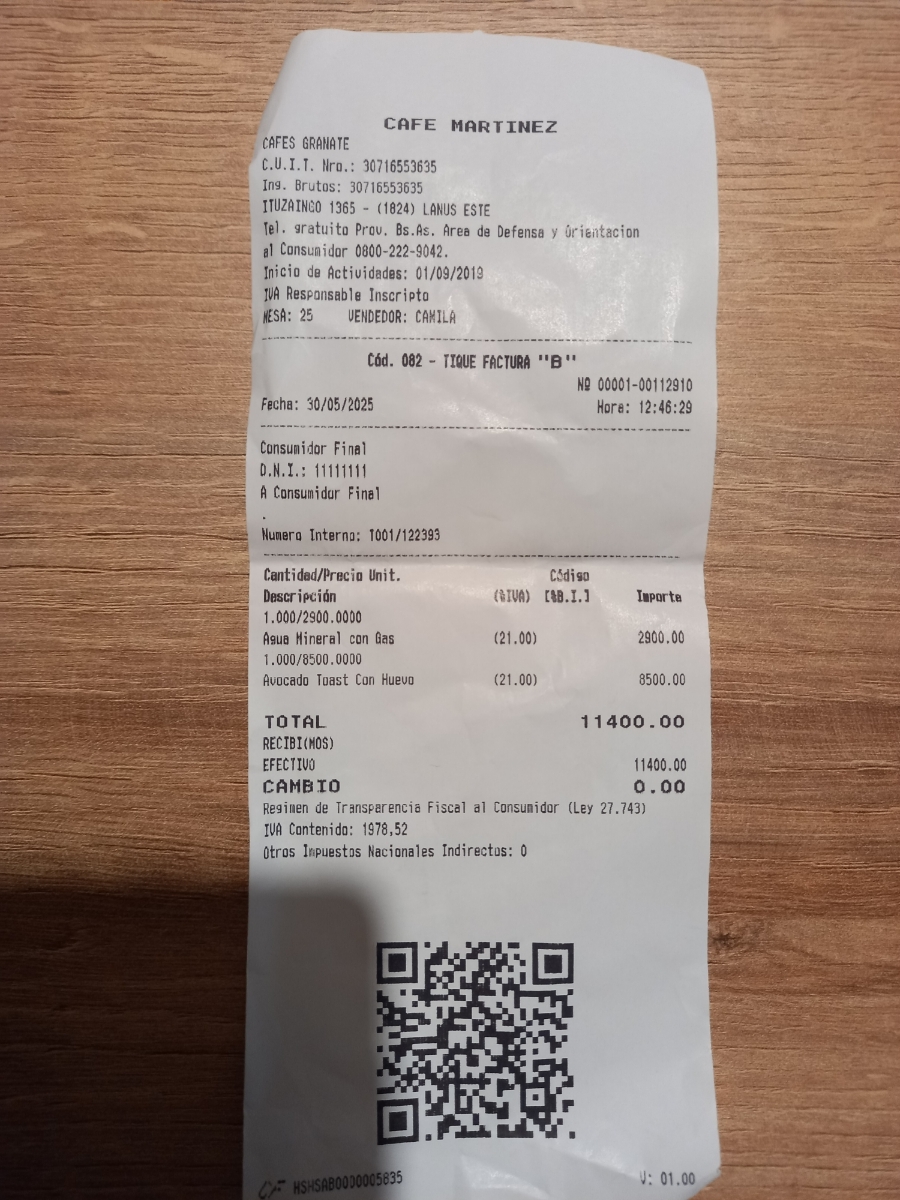 CAFE MARTINEZ
CAFES GRANATE
C.U.I.T. Nro.: 30716553635
Ing. Brutos: 30716553635
ITUZAINGO 1365 - (1824) LANUS ESTE
Tel. gratuito Prov. Bs.As. Area de Defensa y Orientacion
al Consumidor 0800-222-9042.
Inicio de Actividades: 01/09/2019
IVA Responsable Inscripto
MESA: 25 VENDEDOR: CAMILA
Cód. 082 - TIQUE FACTURA "B"
Nº 00001-00112910
Fecha: 30/05/2025 Hora: 12:46:29
Consumidor Final
D.N.I.: 11111111
A Consumidor Final
.
Numero Interno: T001/122393
Cantidad/Precio Unit. Código
Descripción (%IVA) [%B.I.] Importe
1.000/2900.0000
Agua Mineral con Gas (21.00) 2900.00
1.000/8500.0000
Avocado Toast Con Huevo (21.00) 8500.00
TOTAL 11400.00
RECIBI(MOS)
EFECTIVO 11400.00
CAMBIO 0.00
Regimen de Transparencia Fiscal al Consumidor (Ley 27.743)
IVA Contenido: 1978,52
Otros Impuestos Nacionales Indirectos: 0
CF MSHSAB0000005835 V: 01.00